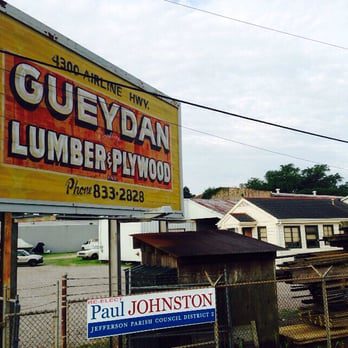 4300 AIRLINE HWY.
GUEYDAN
LUMBER & PLYWOOD
Phone 833-2828
RE-ELECT
Paul JOHNSTON
JEFFERSON PARISH COUNCIL DISTRICT 2